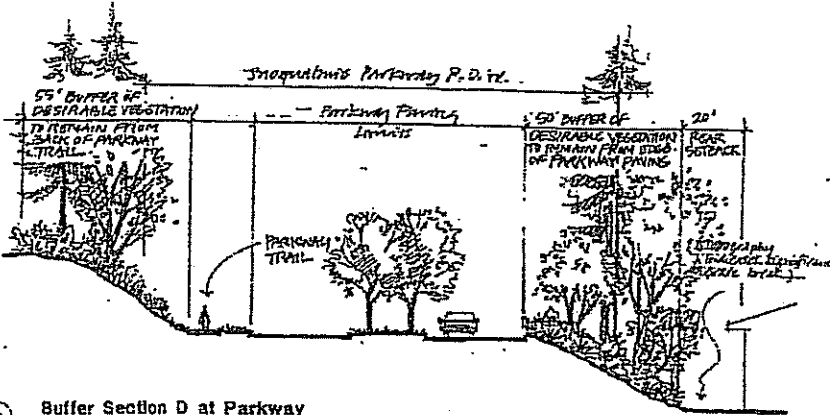 Snoqualmie Parkway R.O.W.
55' BUFFER OF
DESIRABLE VEGETATION
TO REMAIN FROM
BACK OF PARKWAY
TRAIL
Parkway Paving
Limits
50' BUFFER OF
DESIRABLE VEGETATION
TO REMAIN FROM EDGE
OF PARKWAY PAVING
20'
REAR
SETBACK
PARKWAY
TRAIL
Topography
Buffer Section D at Parkway